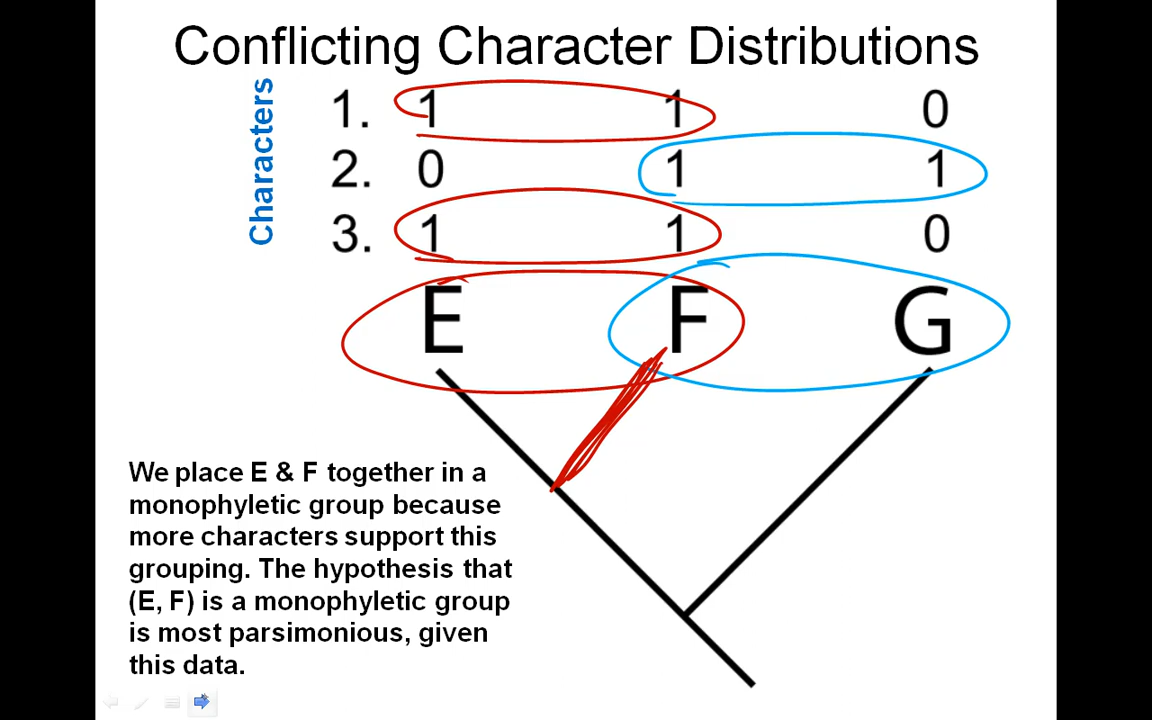 Conflicting Character Distributions
Characters
1. 1 1 0
2. 0 1 1
3. 1 1 0
E F G
We place E & F together in a
monophyletic group because
more characters support this
grouping. The hypothesis that
(E, F) is a monophyletic group
is most parsimonious, given
this data.